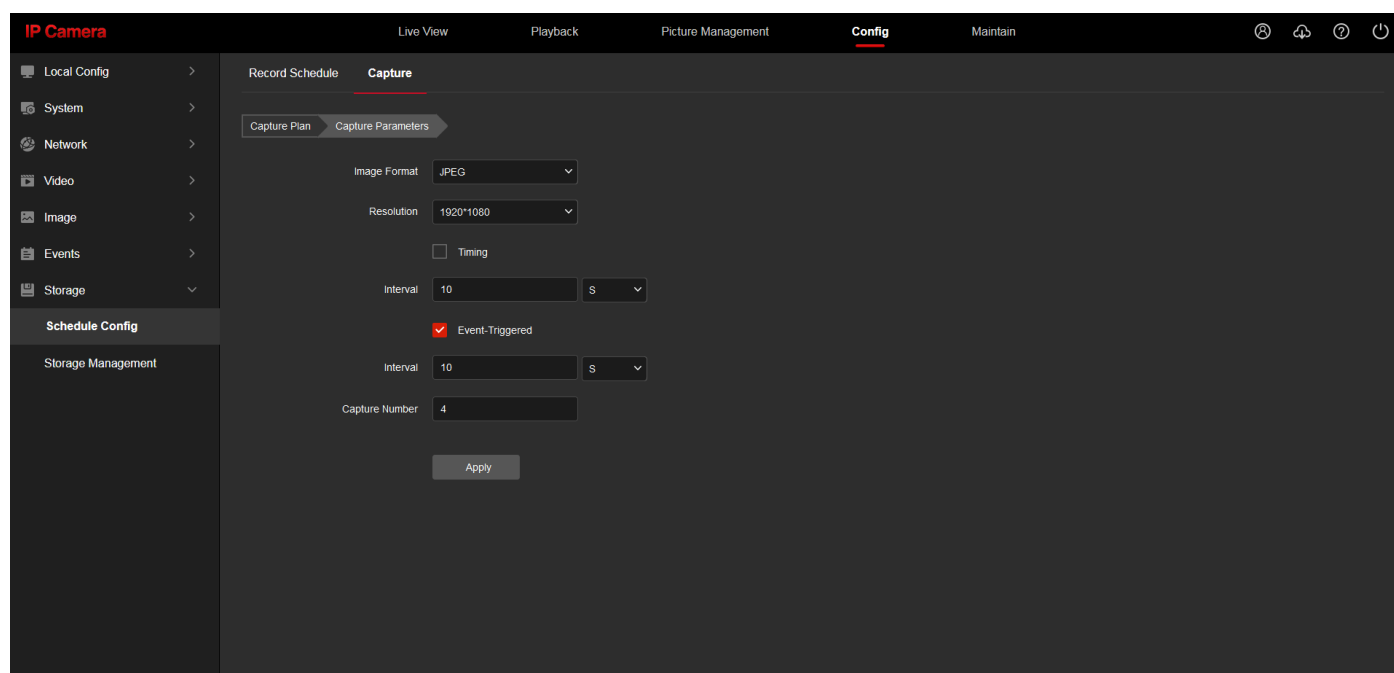 IP Camera Live View Playback Picture Management Config Maintain
Local Config
System
Network
Video
Image
Events
Storage
Schedule Config
Storage Management
Record Schedule Capture
Capture Plan Capture Parameters
Image Format JPEG
Resolution 1920*1080
Timing
Interval 10 S
Event-Triggered
Interval 10 S
Capture Number 4
Apply